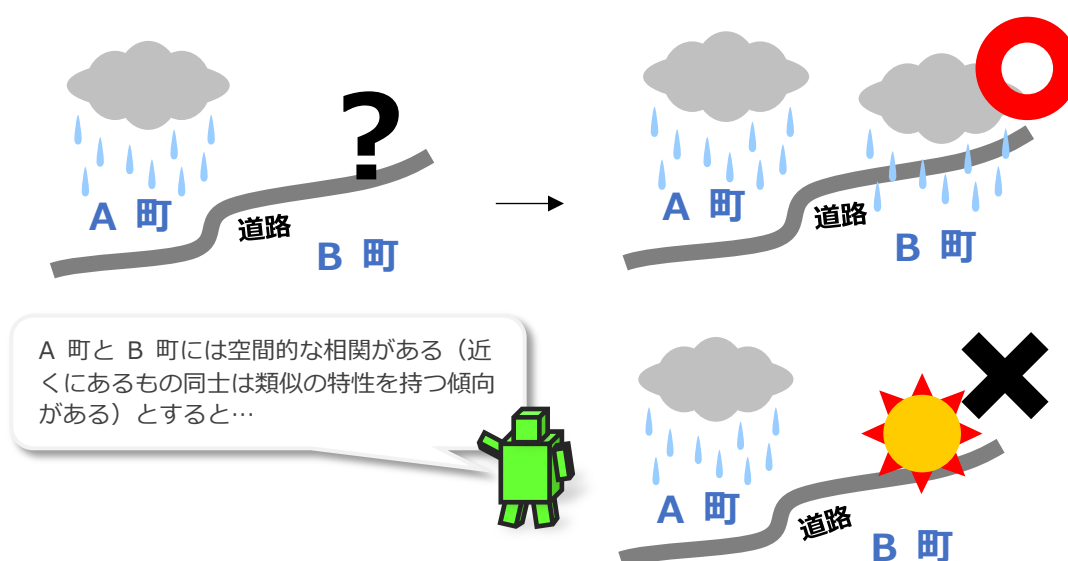 ?
A 町
道路
B 町
A 町
道路
B 町
A 町と B 町には空間的な相関がある（近
くにあるもの同士は類似の特性を持つ傾向
がある）とすると…
A 町
道路
B 町